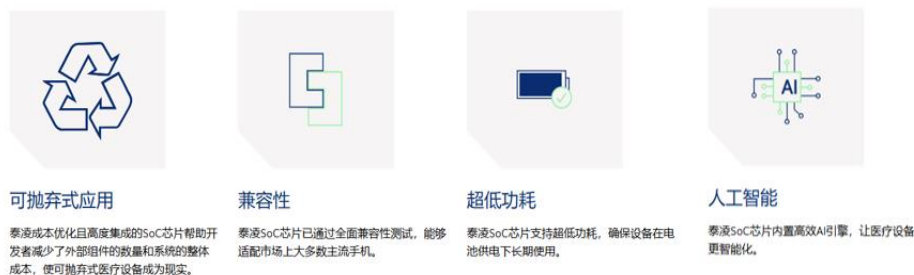 AI
可抛弃式应用
泰凌成本优化且高度集成的SoC芯片帮助开
发者减少了外部组件的数量和系统的整体
成本，使可抛弃式医疗设备成为现实。
兼容性
泰凌SoC芯片已通过全面兼容性测试，能够
适配市场上大多数主流手机。
超低功耗
泰凌SoC芯片支持超低功耗，确保设备在电
池供电下长期使用。
人工智能
泰凌SoC芯片内置高效AI引擎，让医疗设备
更智能化。